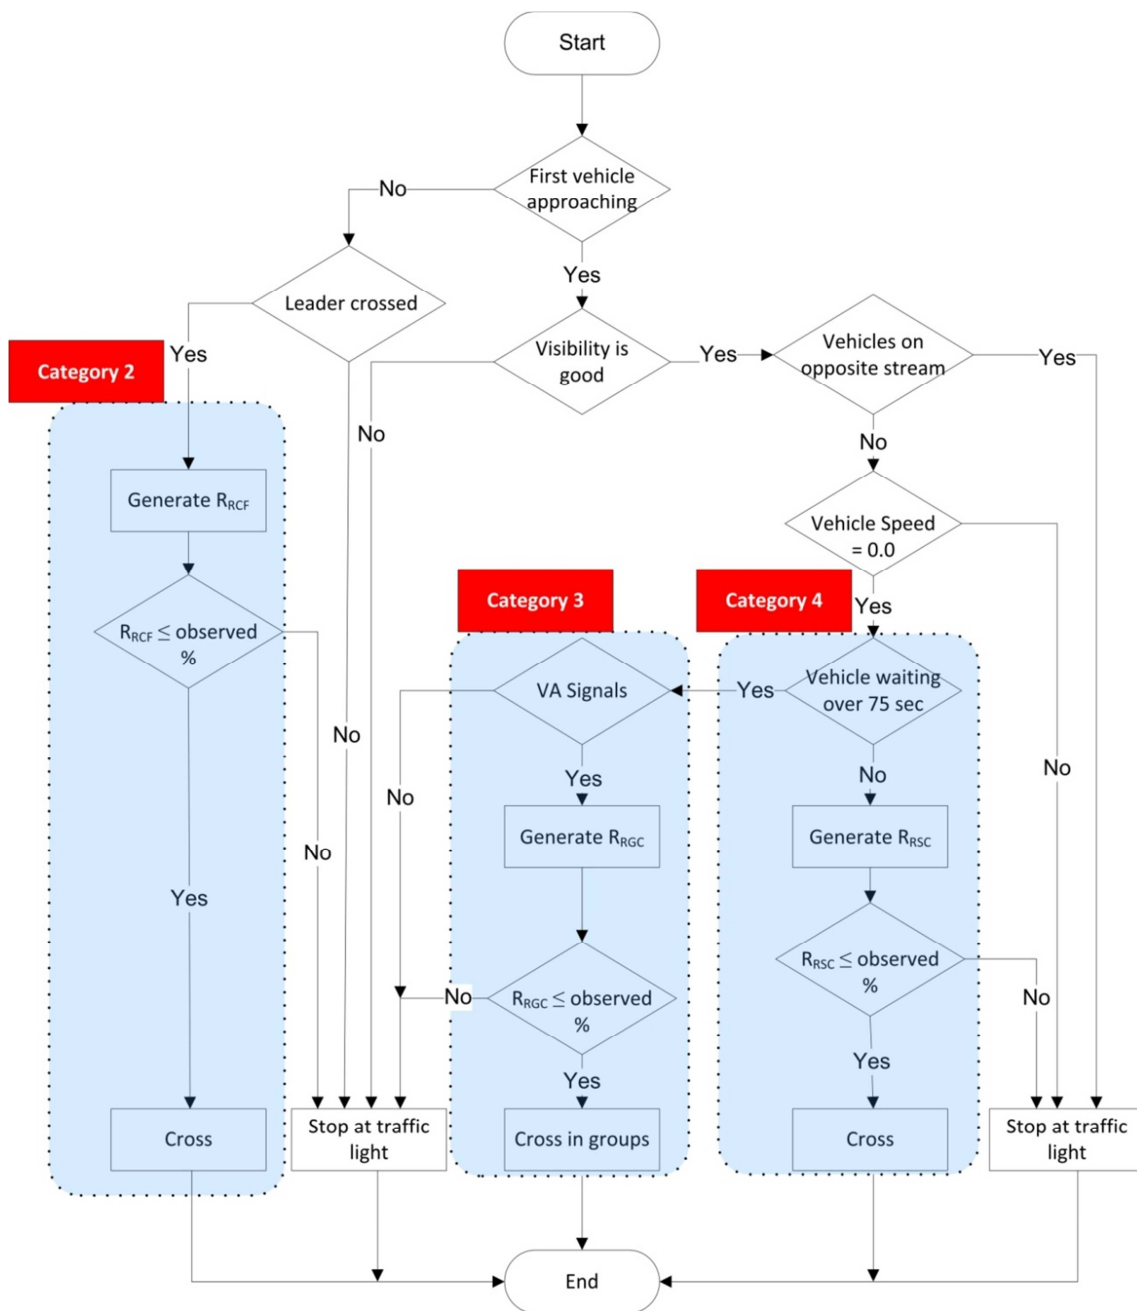 Start
First vehicle
approaching
No
Yes
Leader crossed
Yes
Visibility is
good
Yes
Vehicles on
opposite stream
Yes
Category 2
No
No
Generate RRCF
Vehicle Speed
= 0.0
Category 3
Category 4
Yes
RRCF ≤ observed
%
VA Signals
Yes
Vehicle waiting
over 75 sec
No
No
Yes
No
No
Generate RRGC
Generate RRSC
No
Yes
RRSC ≤ observed
%
RRGC ≤ observed
%
No
No
Yes
Yes
Cross
Stop at traffic
light
Cross in groups
Cross
Stop at traffic
light
End